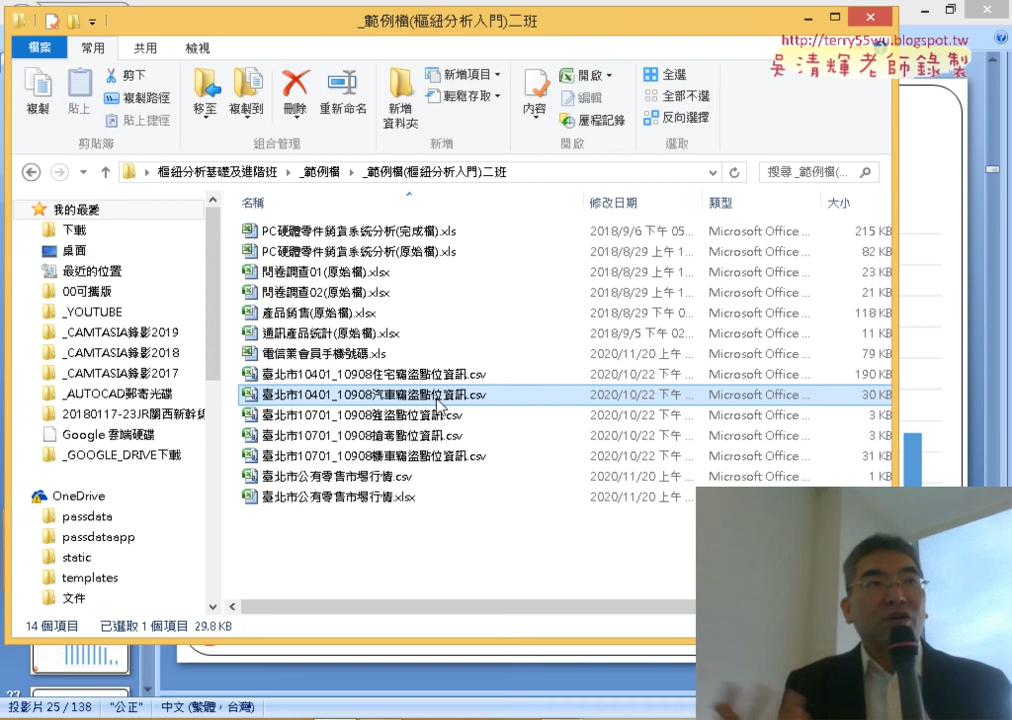 _範例檔(樞紐分析入門)二班
http://terry55wu.blogspot.tw
吳清輝老師錄製
檔案 常用 共用 檢視
複製 貼上 剪下 複製路徑 貼上捷徑
移至 複製到 刪除 重新命名
新增資料夾 新增項目 輕鬆存取
內容 開啟 編輯 歷程記錄
全選 全部不選 反向選擇
剪貼簿 組合管理 新增 開啟 選取
樞紐分析基礎及進階班 _範例檔 _範例檔(樞紐分析入門)二班 搜尋 _範例檔(...
名稱 修改日期 類型 大小
PC硬體零件銷貨系統分析(完成檔).xls 2018/9/6 下午 05... Microsoft Office ... 215 KB
PC硬體零件銷貨系統分析(原始檔).xls 2018/8/29 上午 1... Microsoft Office ... 82 KB
問卷調查01(原始檔).xlsx 2018/8/29 上午 1... Microsoft Office ... 23 KB
問卷調查02(原始檔).xlsx 2018/8/29 上午 1... Microsoft Office ... 21 KB
產品銷售(原始檔).xls 2018/8/29 下午 0... Microsoft Office ... 118 KB
通訊產品統計(原始檔).xlsx 2018/9/5 下午 02... Microsoft Office ... 11 KB
電信業會員手機號碼.xls 2020/11/20 上午 ... Microsoft Office ... 79 KB
臺北市10401_10908住宅竊盜點位資訊.csv 2020/10/22 下午 ... Microsoft Office ... 190 KB
臺北市10401_10908汽車竊盜點位資訊.csv 2020/10/22 下午 ... Microsoft Office ... 30 KB
臺北市10701_10908強盜點位資訊.csv 2020/10/22 下午 ... Microsoft Office ... 3 KB
臺北市10701_10908搶奪點位資訊.csv 2020/10/22 下午 ... Microsoft Office ... 3 KB
臺北市10701_10908機車竊盜點位資訊.csv 2020/10/22 下午 ... Microsoft Office ... 31 KB
臺北市公有零售市場行情.csv 2020/11/20 上午 ... Microsoft Office ... 1 KB
臺北市公有零售市場行情.xlsx 2020/11/20 上午 ...
我的最愛
下載
桌面
最近的位置
00可攜版
_YOUTUBE
_CAMTASIA錄影2019
_CAMTASIA錄影2018
_CAMTASIA錄影2017
_AUTOCAD郵寄光碟
20180117-23JR關西新幹線
Google 雲端硬碟
_GOOGLE_DRIVE下載
OneDrive
passdata
passdataapp
static
templates
文件
14 個項目 已選取 1 個項目 29.8 KB
27
投影片 25 / 138 "公正" 中文 (繁體，台灣)